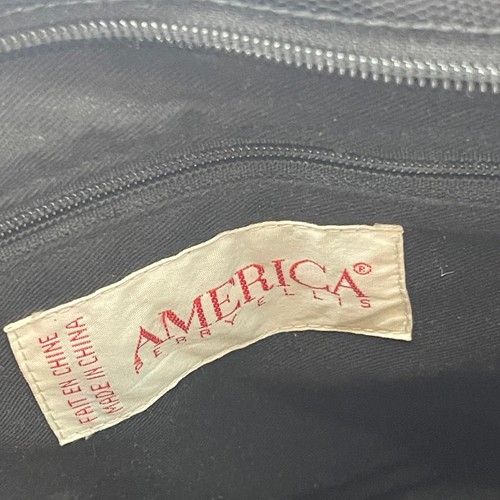 AMERICA®
PERRY ELLIS
FAIT EN CHINE
MADE IN CHINA